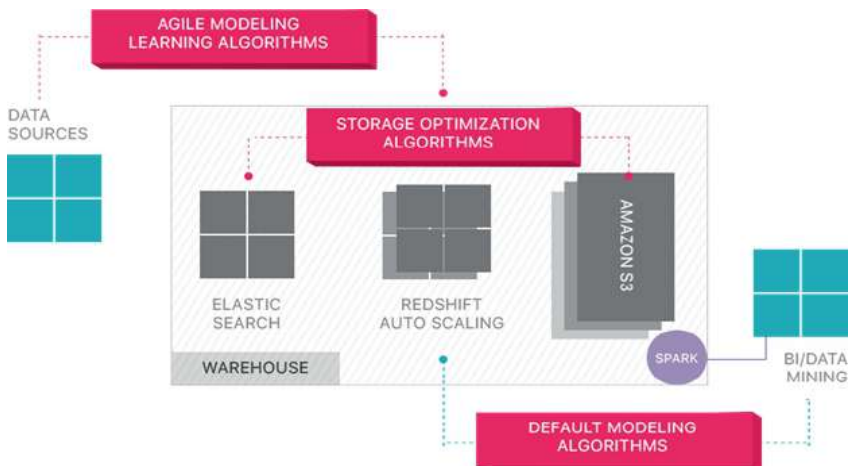 AGILE MODELING
LEARNING ALGORITHMS
DATA
SOURCES
STORAGE OPTIMIZATION
ALGORITHMS
AMAZON S3
ELASTIC
SEARCH
REDSHIFT
AUTO SCALING
WAREHOUSE
SPARK
BI/DATA
MINING
DEFAULT MODELING
ALGORITHMS